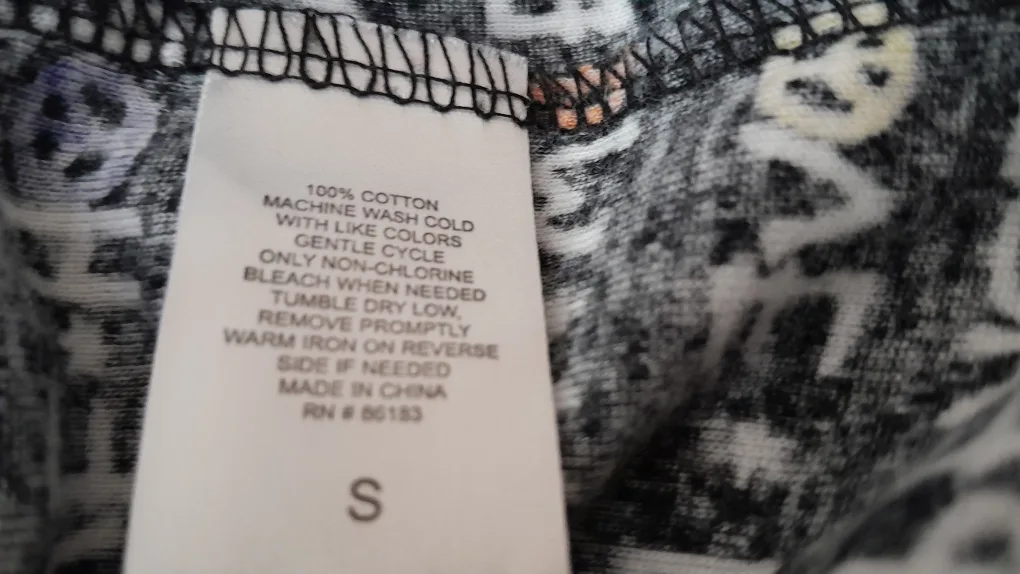 100% COTTON
MACHINE WASH COLD
WITH LIKE COLORS
GENTLE CYCLE
ONLY NON-CHLORINE
BLEACH WHEN NEEDED
TUMBLE DRY LOW,
REMOVE PROMPTLY
WARM IRON ON REVERSE
SIDE IF NEEDED
MADE IN CHINA
RN # 86183
S